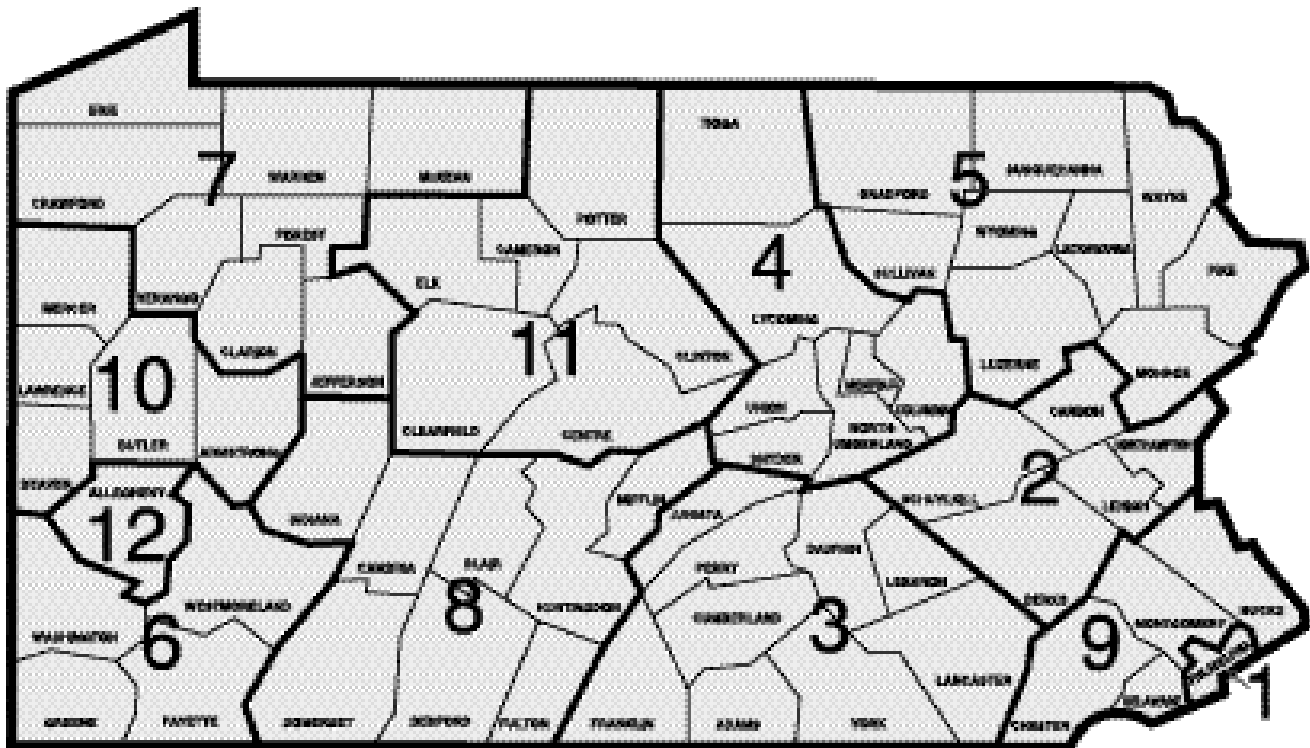 ERIE
TIOGA
7
5
SUSQUEHANNA
WARREN
McKEAN
CRAWFORD
BRADFORD
WAYNE
POTTER
FOREST
WYOMING
CAMERON
4
LACKAWANNA
SULLIVAN
PIKE
ELK
VENANGO
MERCER
LYCOMING
11
CLARION
CLINTON
LUZERNE
10
MONROE
JEFFERSON
MONTOUR
LAWRENCE
UNION
COLUMBIA
CARBON
CLEARFIELD
CENTRE
NORTH
UMBERLAND
BUTLER
ARMSTRONG
NORTHAMPTON
SNYDER
2
BEAVER
ALLEGHENY
MIFFLIN
SCHUYLKILL
LEHIGH
12
INDIANA
JUNIATA
DAUPHIN
CAMBRIA
BLAIR
PERRY
LEBANON
8
WESTMORELAND
HUNTINGDON
CUMBERLAND
3
BERKS
BUCKS
WASHINGTON
6
MONTGOMERY
9
PHILADELPHIA
LANCASTER
1
DELAWARE
GREENE
FAYETTE
SOMERSET
BEDFORD
FULTON
FRANKLIN
ADAMS
YORK
CHESTER